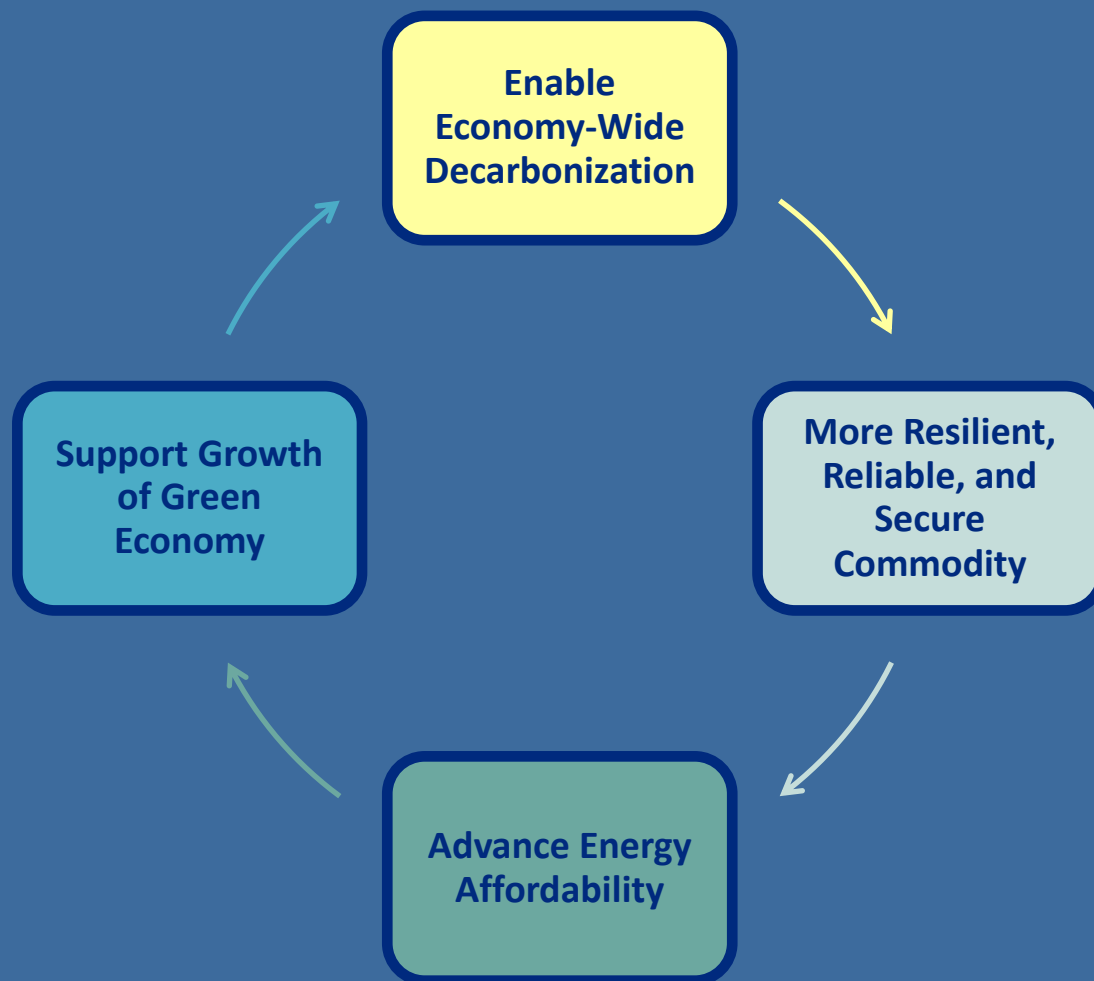 Enable
Economy-Wide
Decarbonization
Support Growth
of Green
Economy
More Resilient,
Reliable, and
Secure
Commodity
Advance Energy
Affordability